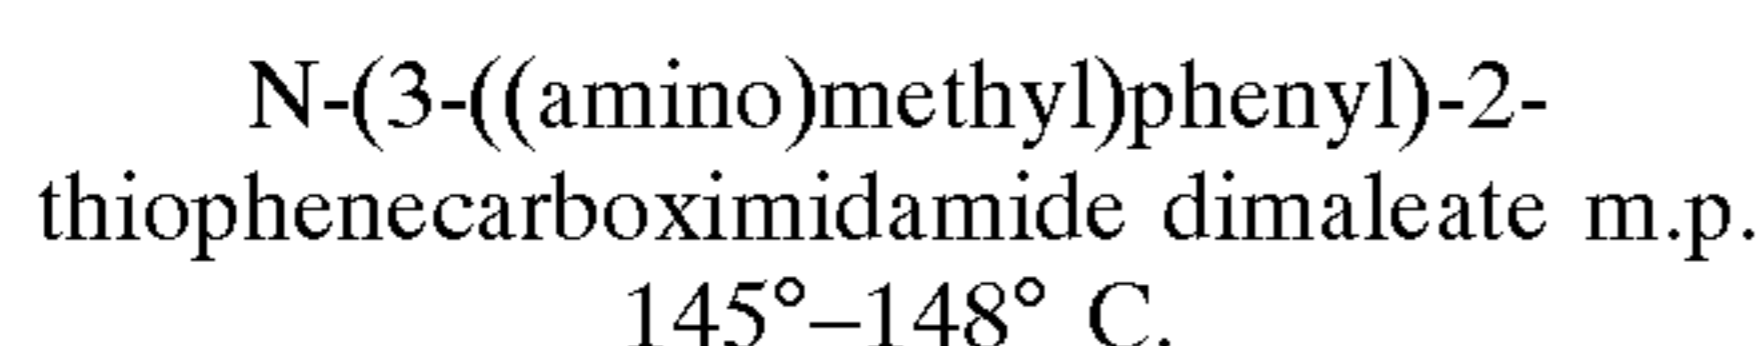 N-(3-((amino)methyl)phenyl)-2-
thiophenecarboximidamide dimaleate m.p.
145°–148° C.